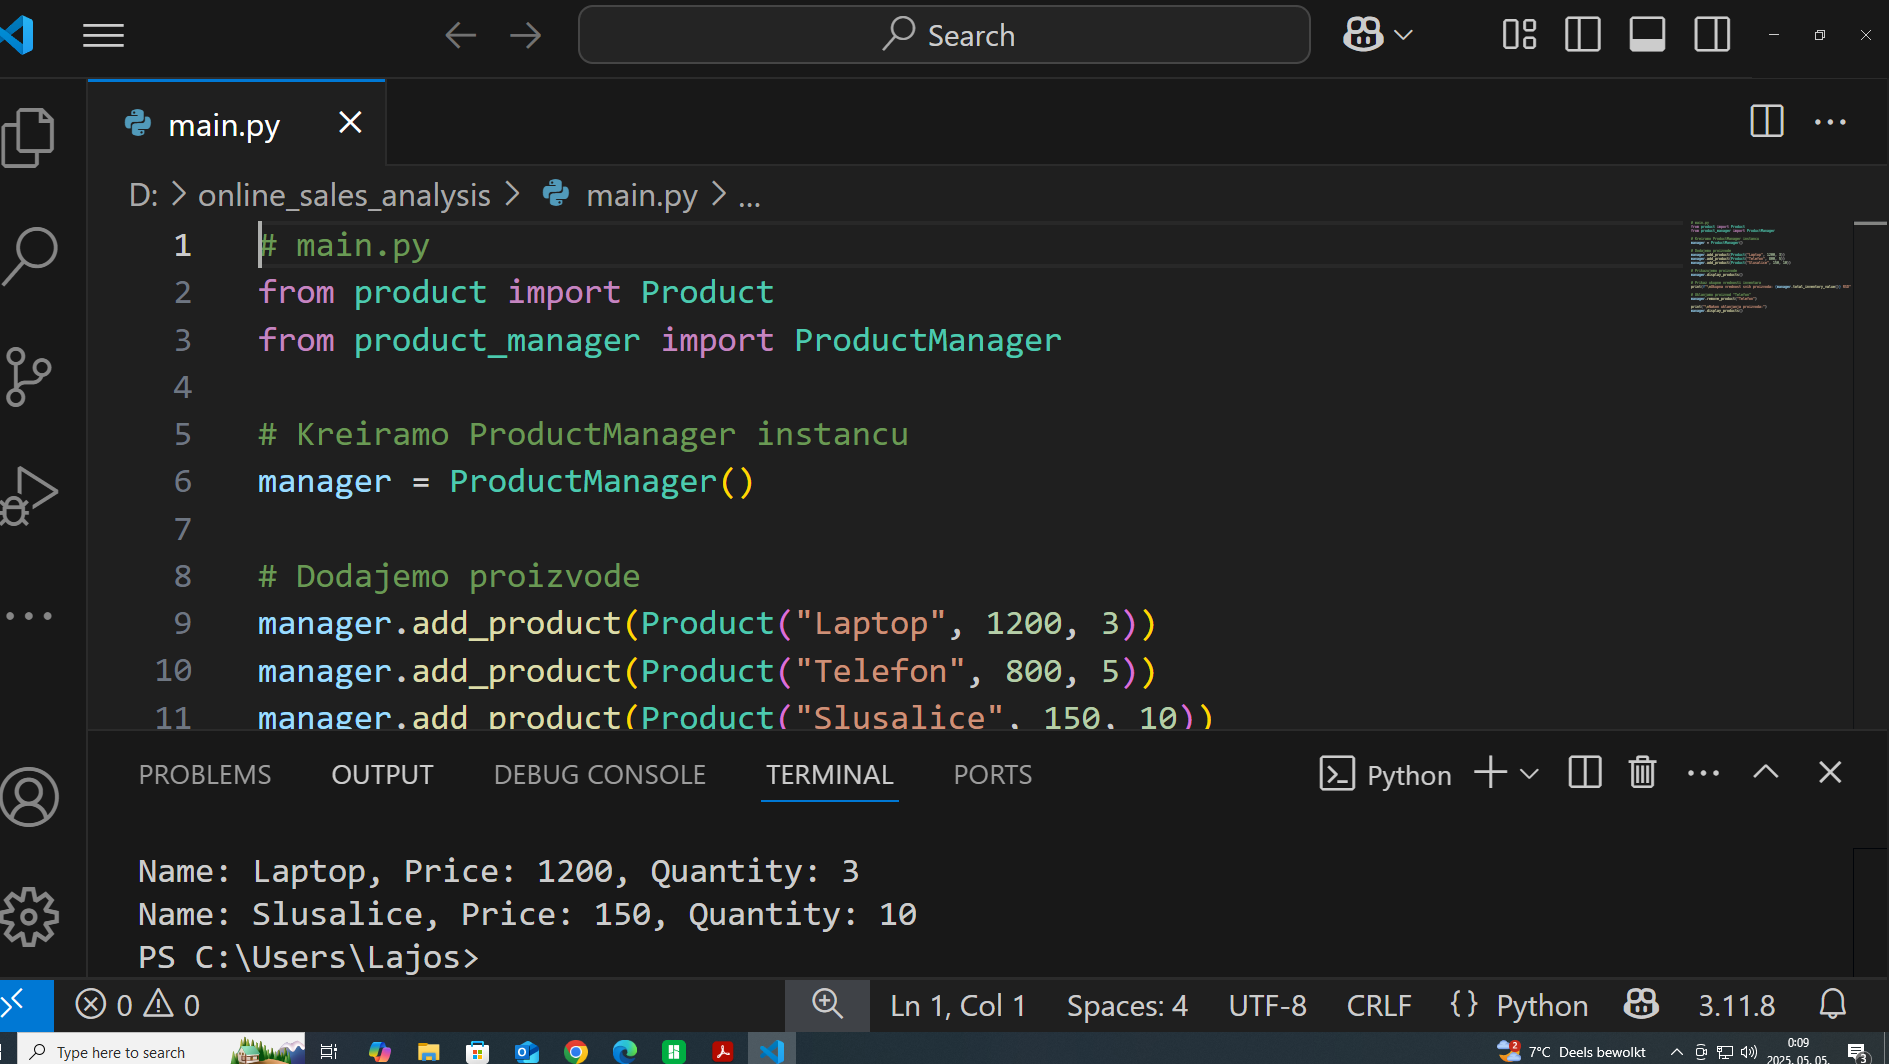 Search
main.py
D: > online_sales_analysis > main.py > ...
1 # main.py
2 from product import Product
3 from product_manager import ProductManager
4
5 # Kreiramo ProductManager instancu
6 manager = ProductManager()
7
8 # Dodajemo proizvode
9 manager.add_product(Product("Laptop", 1200, 3))
10 manager.add_product(Product("Telefon", 800, 5))
11 manager.add_product(Product("Slusalice", 150, 10))
PROBLEMS OUTPUT DEBUG CONSOLE TERMINAL PORTS Python
Name: Laptop, Price: 1200, Quantity: 3
Name: Slusalice, Price: 150, Quantity: 10
PS C:\Users\Lajos>
0 0 Ln 1, Col 1 Spaces: 4 UTF-8 CRLF {} Python 3.11.8
Type here to search 2 7°C Deels bewolkt 0:09 3
2025. 05. 05.